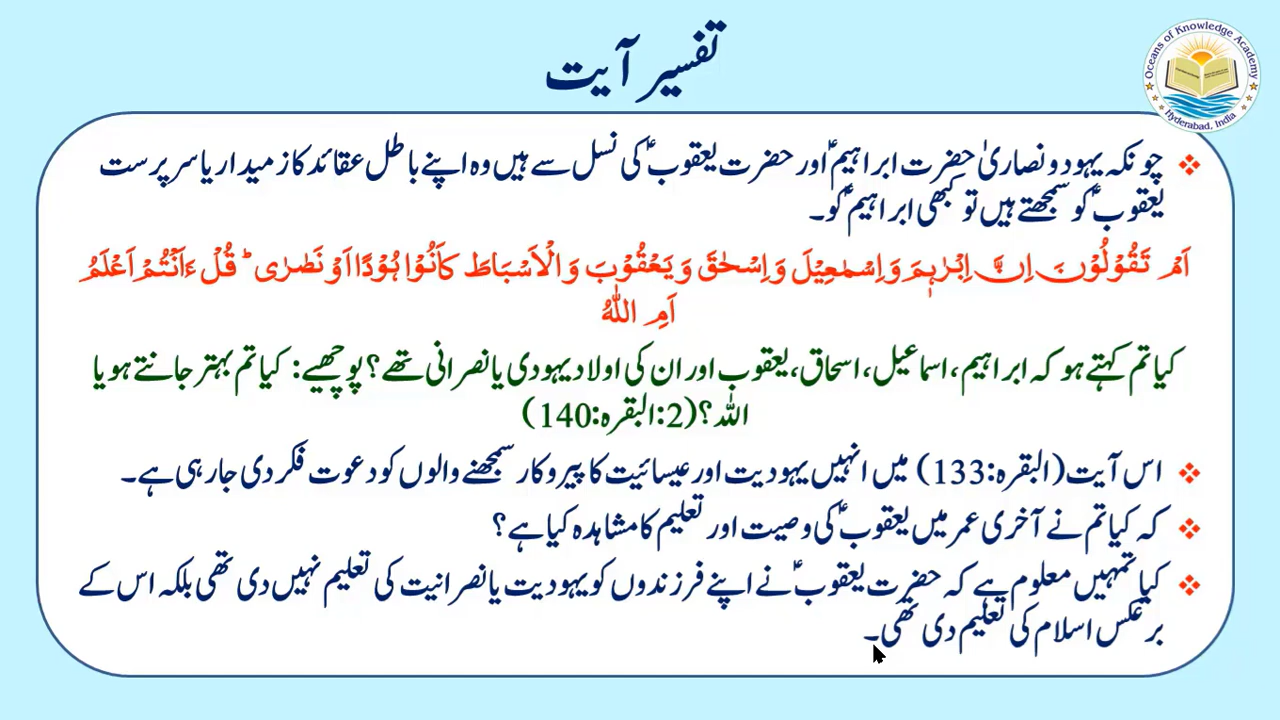 تفسیر آیت
Oceans of Knowledge Academy
Hyderabad, India
❖ چونکہ یہود و نصاریٰ حضرت ابراہیمؑ اور حضرت یعقوبؑ کی نسل سے ہیں وہ اپنے باطل عقائد کا زمیدار یا سرپرست
یعقوبؑ کو سمجھتے ہیں تو کبھی ابراہیمؑ کو۔
اَمۡ تَقُوۡلُوۡنَ اِنَّ اِبۡرٰہٖمَ وَ اِسۡمٰعِیۡلَ وَ اِسۡحٰقَ وَ یَعۡقُوۡبَ وَ الۡاَسۡبَاطَ کَانُوۡا ہُوۡدًا اَوۡ نَصٰرٰی ؕ قُلۡ ءَاَنۡتُمۡ اَعۡلَمُ
اَمِ اللّٰہُ
کیا تم کہتے ہو کہ ابراہیم، اسماعیل، اسحاق، یعقوب اور ان کی اولاد یہودی یا نصرانی تھے؟ پوچھیے: کیا تم بہتر جانتے ہو یا
اللہ؟ (2:البقرہ:140)
❖ اس آیت (البقرہ:133) میں انہیں یہودیت اور عیسائیت کا پیروکار سمجھنے والوں کو دعوت فکر دی جا رہی ہے۔
❖ کہ کیا تم نے آخری عمر میں یعقوبؑ کی وصیت اور تعلیم کا مشاہدہ کیا ہے؟
❖ کیا تمہیں معلوم ہے کہ حضرت یعقوبؑ نے اپنے فرزندوں کو یہودیت یا نصرانیت کی تعلیم نہیں دی تھی بلکہ اس کے
برعکس اسلام کی تعلیم دی تھی۔